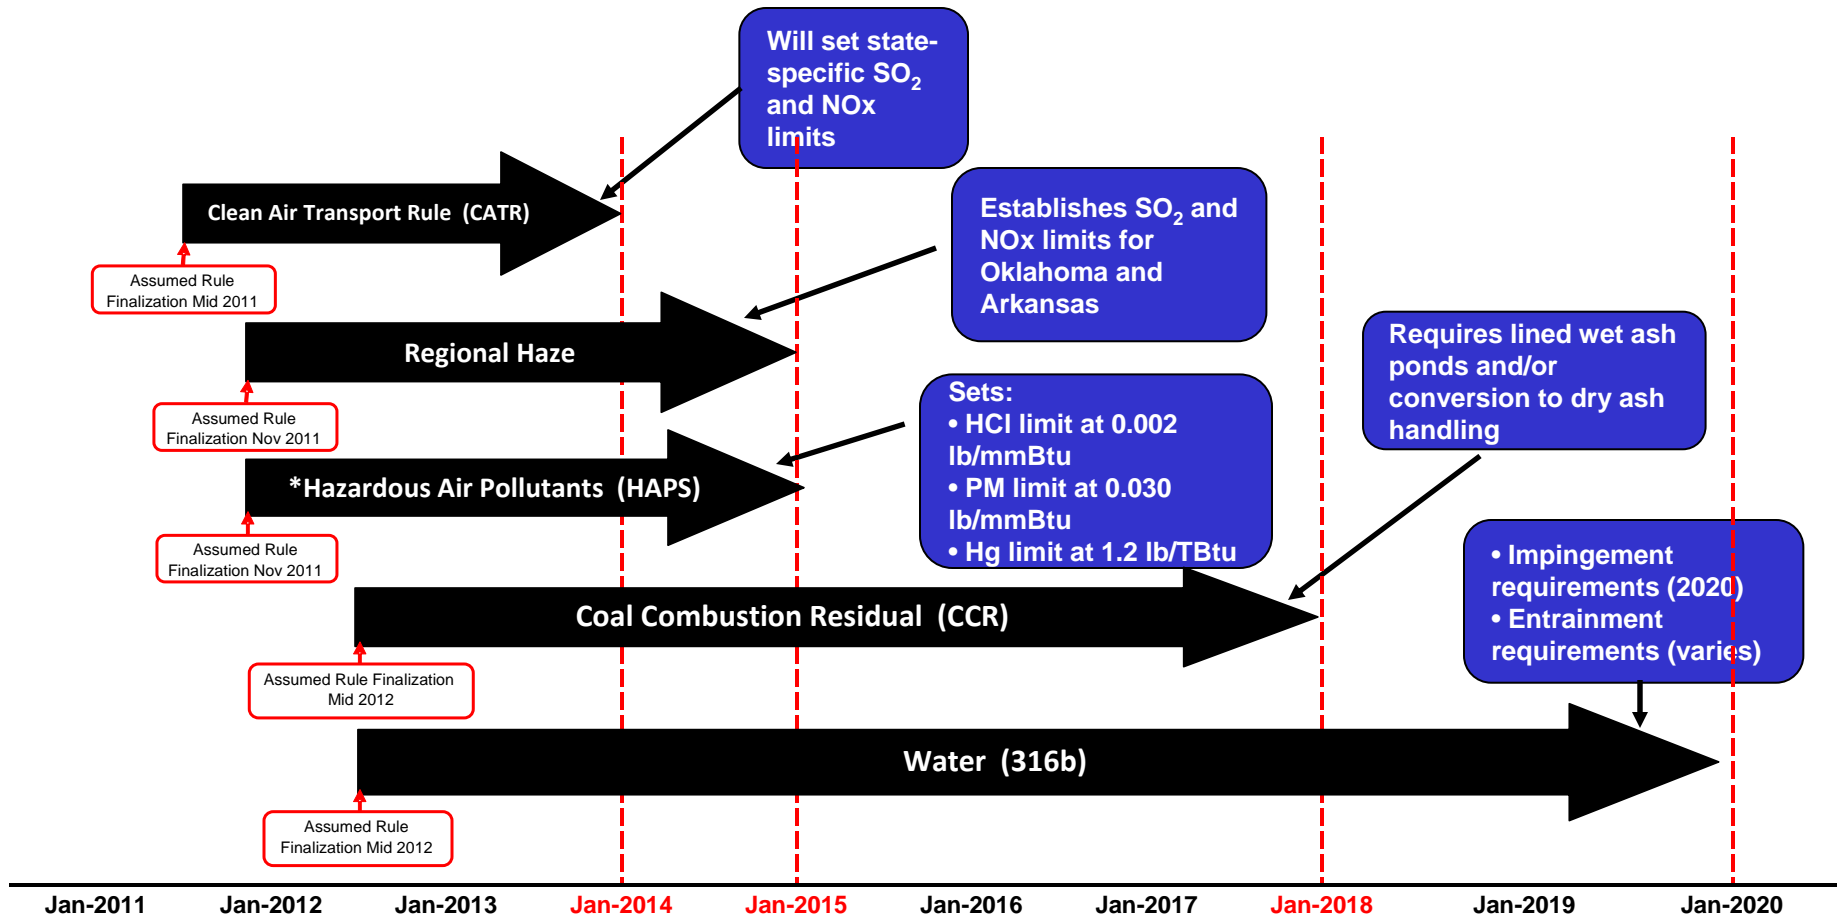 Will set state-
specific SO2
and NOx
limits
Clean Air Transport Rule (CATR)
Assumed Rule
Finalization Mid 2011
Establishes SO2 and
NOx limits for
Oklahoma and
Arkansas
Regional Haze
Assumed Rule
Finalization Nov 2011
Sets:
• HCl limit at 0.002
lb/mmBtu
• PM limit at 0.030
lb/mmBtu
• Hg limit at 1.2 lb/TBtu
*Hazardous Air Pollutants (HAPS)
Assumed Rule
Finalization Nov 2011
Requires lined wet ash
ponds and/or
conversion to dry ash
handling
Coal Combustion Residual (CCR)
Assumed Rule Finalization
Mid 2012
• Impingement
requirements (2020)
• Entrainment
requirements (varies)
Water (316b)
Assumed Rule
Finalization Mid 2012
Jan-2011 Jan-2012 Jan-2013 Jan-2014 Jan-2015 Jan-2016 Jan-2017 Jan-2018 Jan-2019 Jan-2020